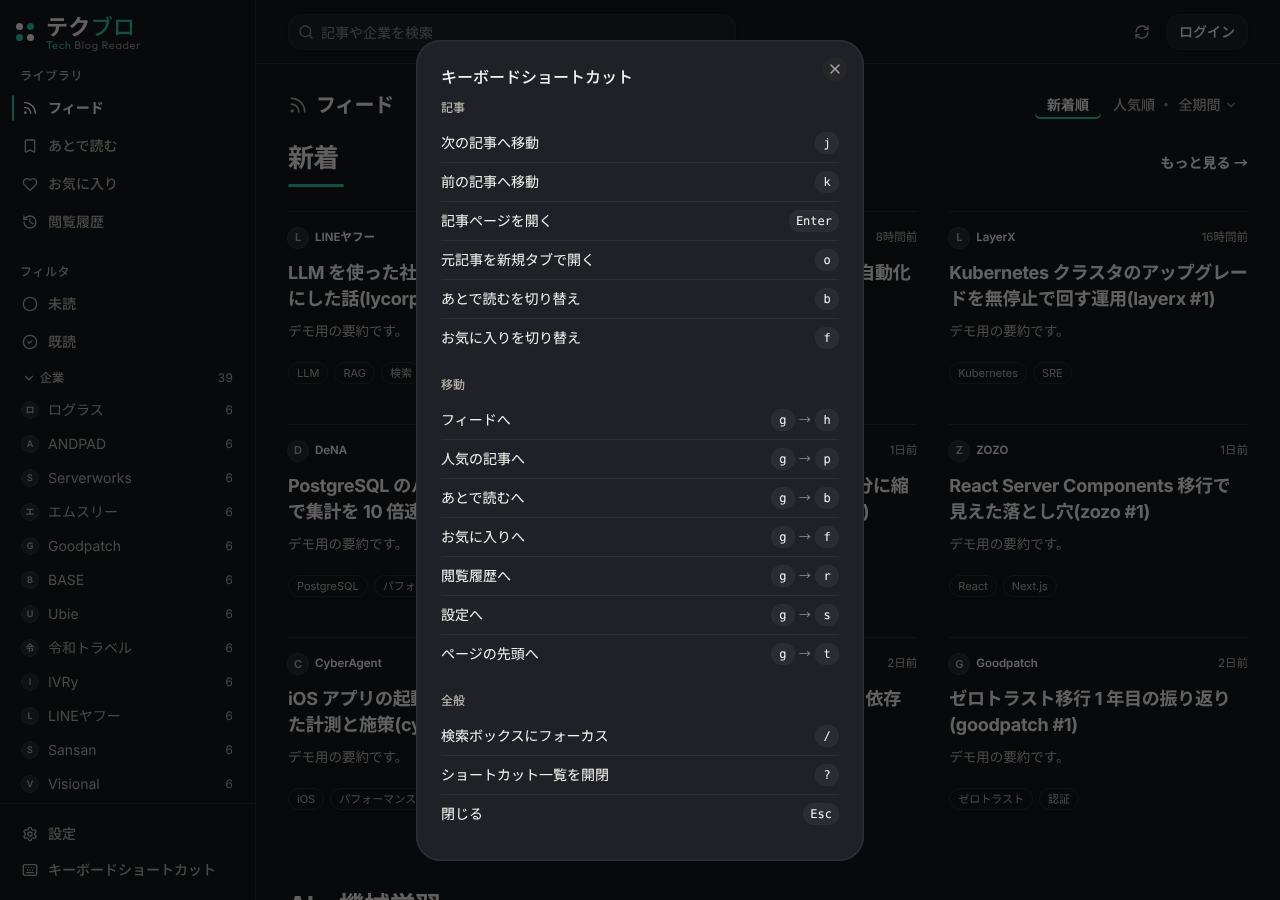 テクブロ
Tech Blog Reader
ライブラリ
フィード
あとで読む
お気に入り
閲覧履歴
フィルタ
未読
既読
企業 39
ロ ログラス 6
A ANDPAD 6
S Serverworks 6
エ エムスリー 6
G Goodpatch 6
B BASE 6
U Ubie 6
令 令和トラベル 6
I IVRy 6
L LINEヤフー 6
S Sansan 6
V Visional 6
設定
キーボードショートカット
記事や企業を検索
ログイン
フィード
新着順 人気順 • 全期間
新着
もっと見る →
L LINEヤフー
LLM を使った社
にした話(lycorp
デモ用の要約です。
LLM RAG 検索
8時間前
自動化
L LayerX 16時間前
Kubernetes クラスタのアップグレー
ドを無停止で回す運用(layerx #1)
デモ用の要約です。
Kubernetes SRE
D DeNA
PostgreSQL の
で集計を 10 倍速
デモ用の要約です。
PostgreSQL パフォ
1日前
分に縮
)
Z ZOZO 1日前
React Server Components 移行で
見えた落とし穴(zozo #1)
デモ用の要約です。
React Next.js
C CyberAgent
iOS アプリの起動
た計測と施策(cy
デモ用の要約です。
iOS パフォーマンス
2日前
依存
G Goodpatch 2日前
ゼロトラスト移行 1 年目の振り返り
(goodpatch #1)
デモ用の要約です。
ゼロトラスト 認証
キーボードショートカット
記事
次の記事へ移動 j
前の記事へ移動 k
記事ページを開く Enter
元記事を新規タブで開く o
あとで読むを切り替え b
お気に入りを切り替え f
移動
フィードへ g → h
人気の記事へ g → p
あとで読むへ g → b
お気に入りへ g → f
閲覧履歴へ g → r
設定へ g → s
ページの先頭へ g → t
全般
検索ボックスにフォーカス /
ショートカット一覧を開閉 ?
閉じる Esc